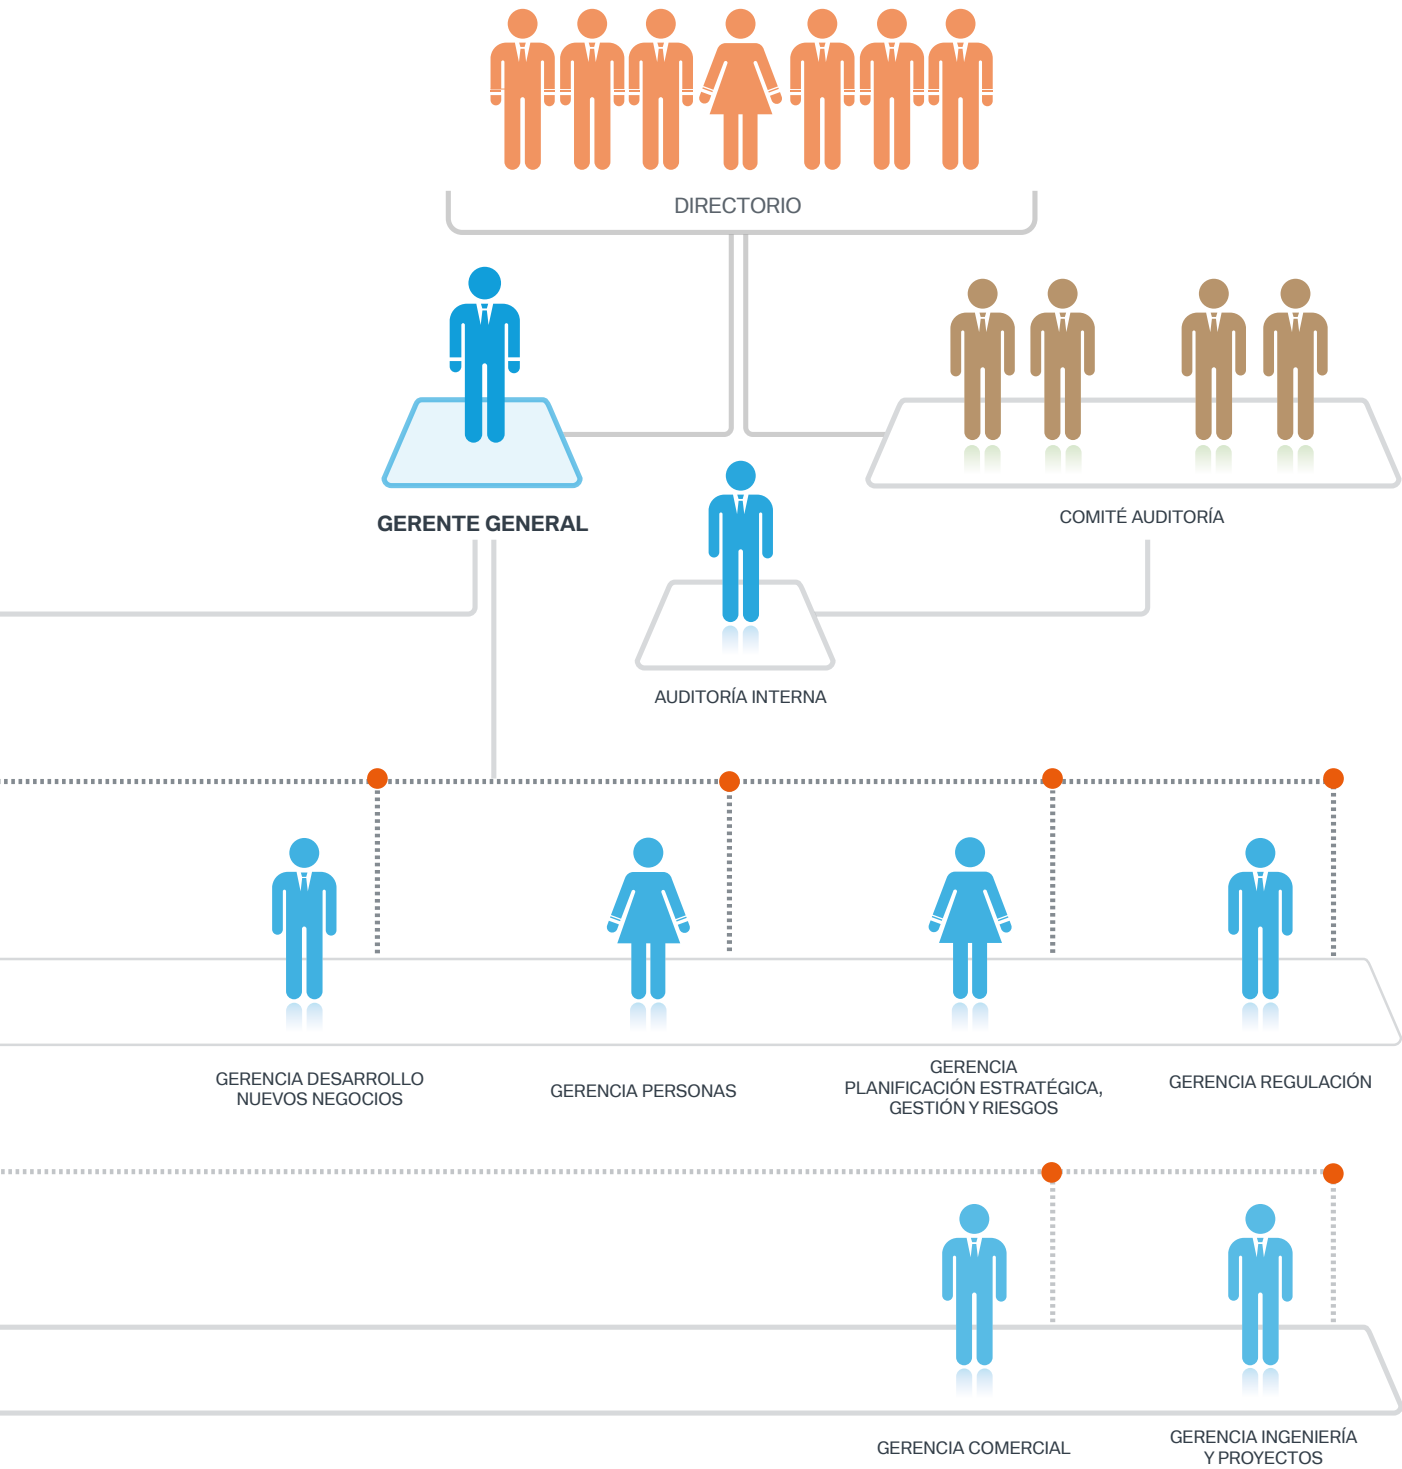 DIRECTORIO
GERENTE GENERAL
COMITÉ AUDITORÍA
AUDITORÍA INTERNA
GERENCIA DESARROLLO
NUEVOS NEGOCIOS
GERENCIA PERSONAS
GERENCIA
PLANIFICACIÓN ESTRATÉGICA,
GESTIÓN Y RIESGOS
GERENCIA REGULACIÓN
GERENCIA COMERCIAL
GERENCIA INGENIERÍA
Y PROYECTOS